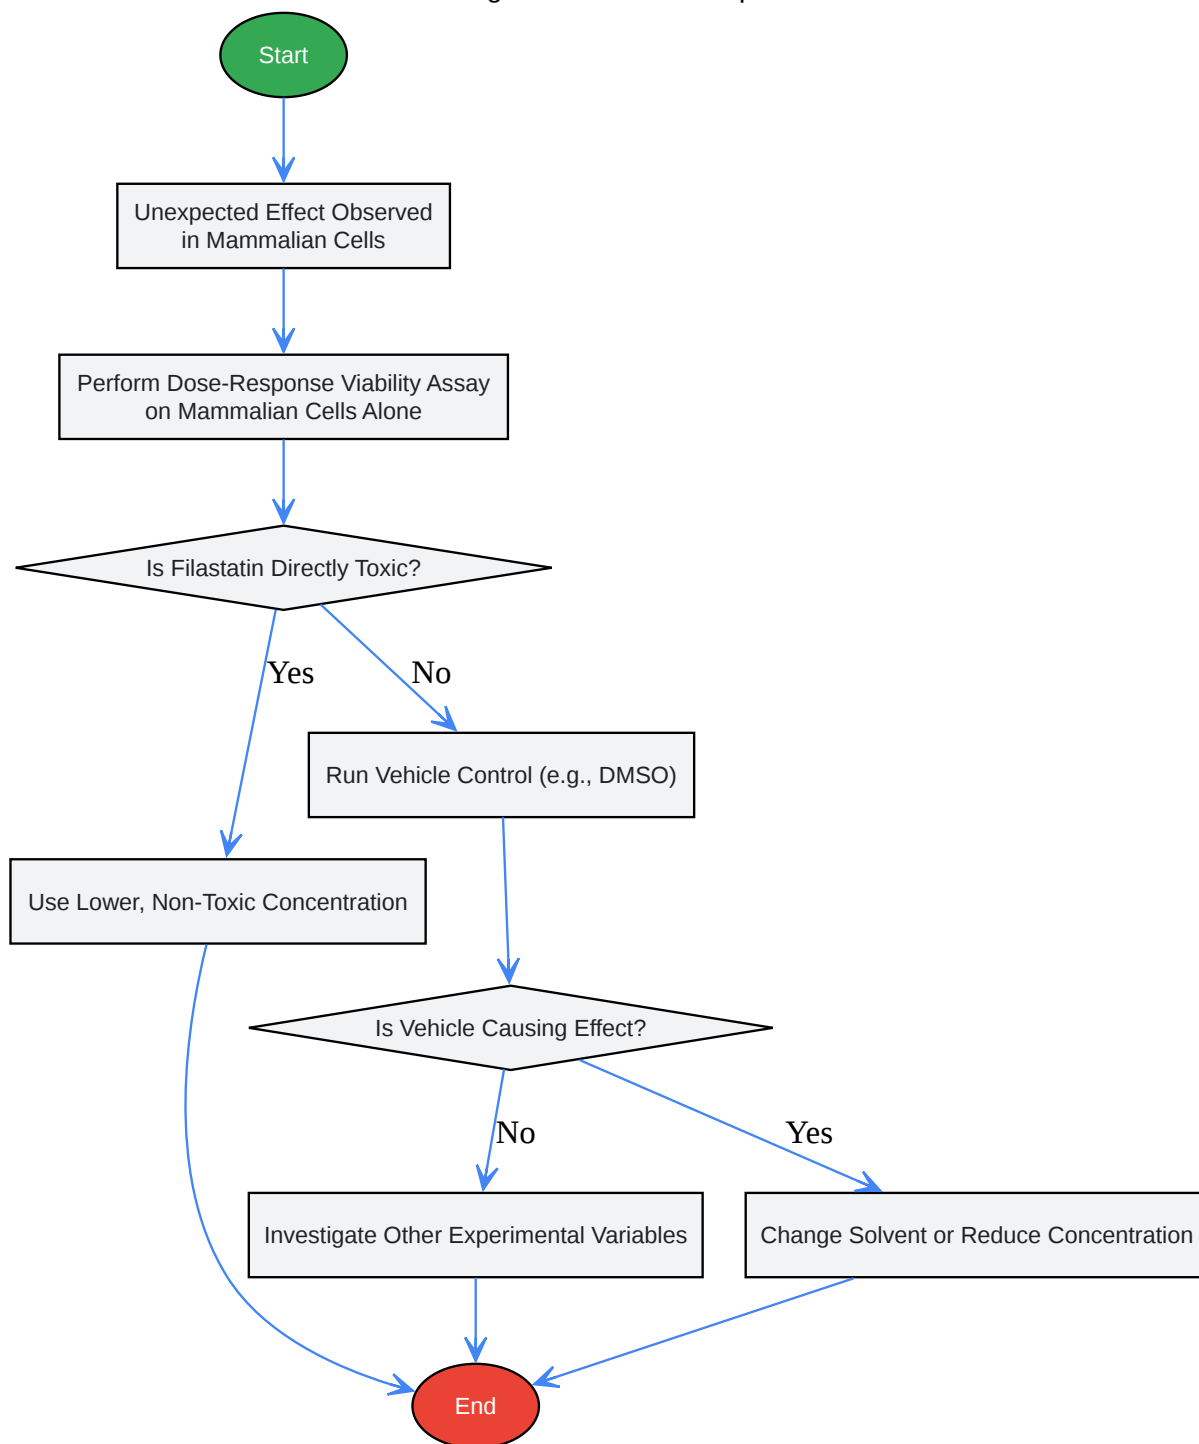 Start
Unexpected Effect Observed
in Mammalian Cells
Perform Dose-Response Viability Assay
on Mammalian Cells Alone
Is Filastatin Directly Toxic?
Yes
No
Run Vehicle Control (e.g., DMSO)
Use Lower, Non-Toxic Concentration
Is Vehicle Causing Effect?
No
Yes
Investigate Other Experimental Variables
Change Solvent or Reduce Concentration
End